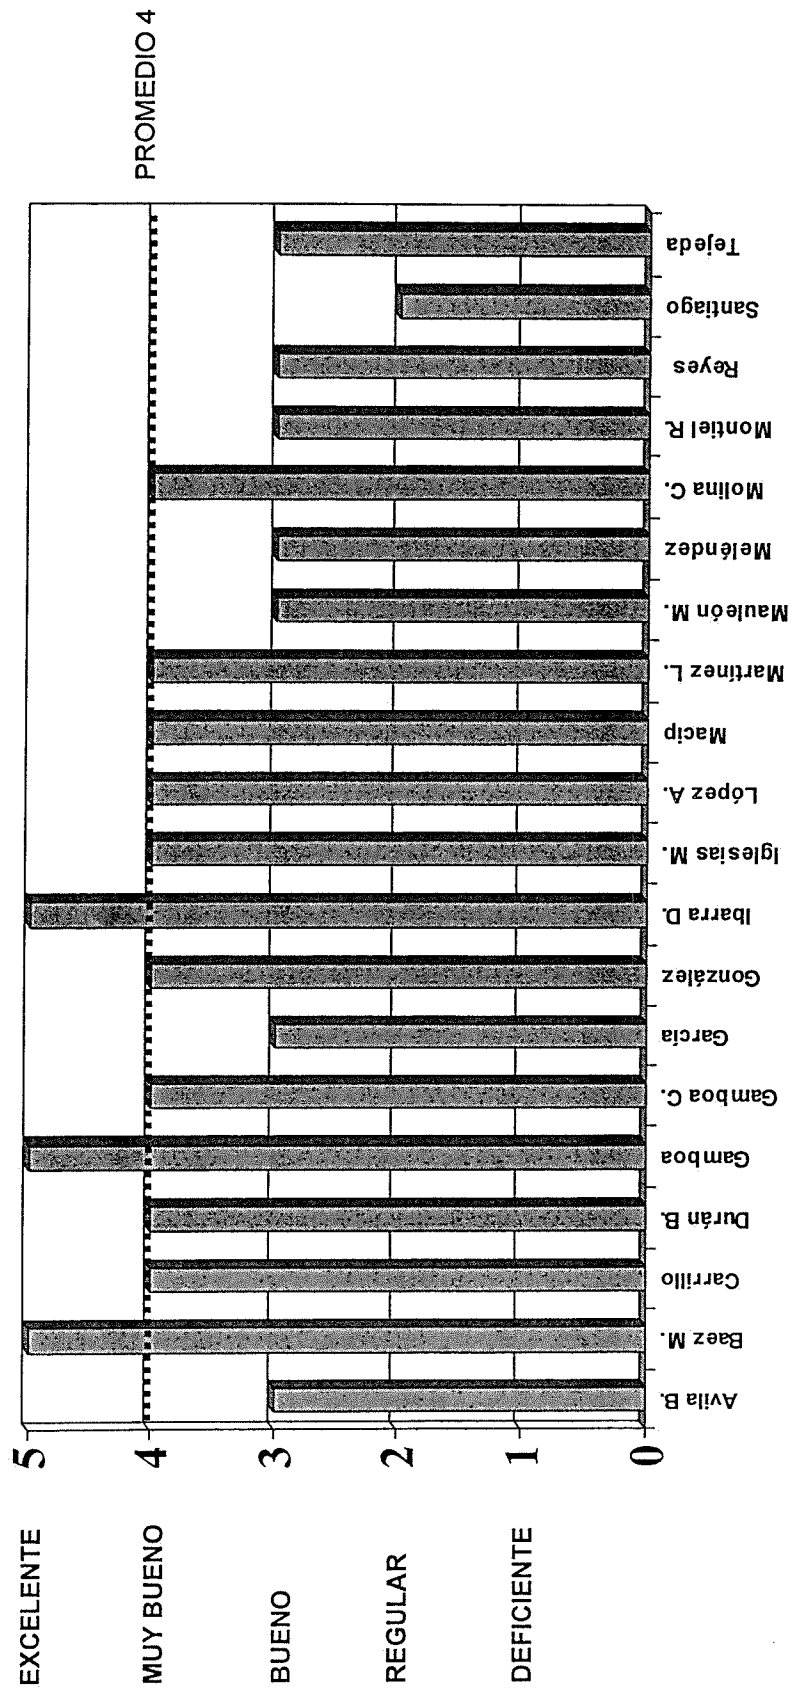 PROMEDIO 4
EXCELENTE
5
MUY BUENO
4
BUENO
3
REGULAR
2
DEFICIENTE
1
0
Avila B.
Baez M.
Carrillo
Durán B.
Gamboa
Gamboa C.
García
González
Ibarra D.
Iglesias M.
López A.
Macip
Martínez L.
Mauleón M.
Meléndez
Molina C.
Montiel R.
Reyes
Santiago
Tejeda